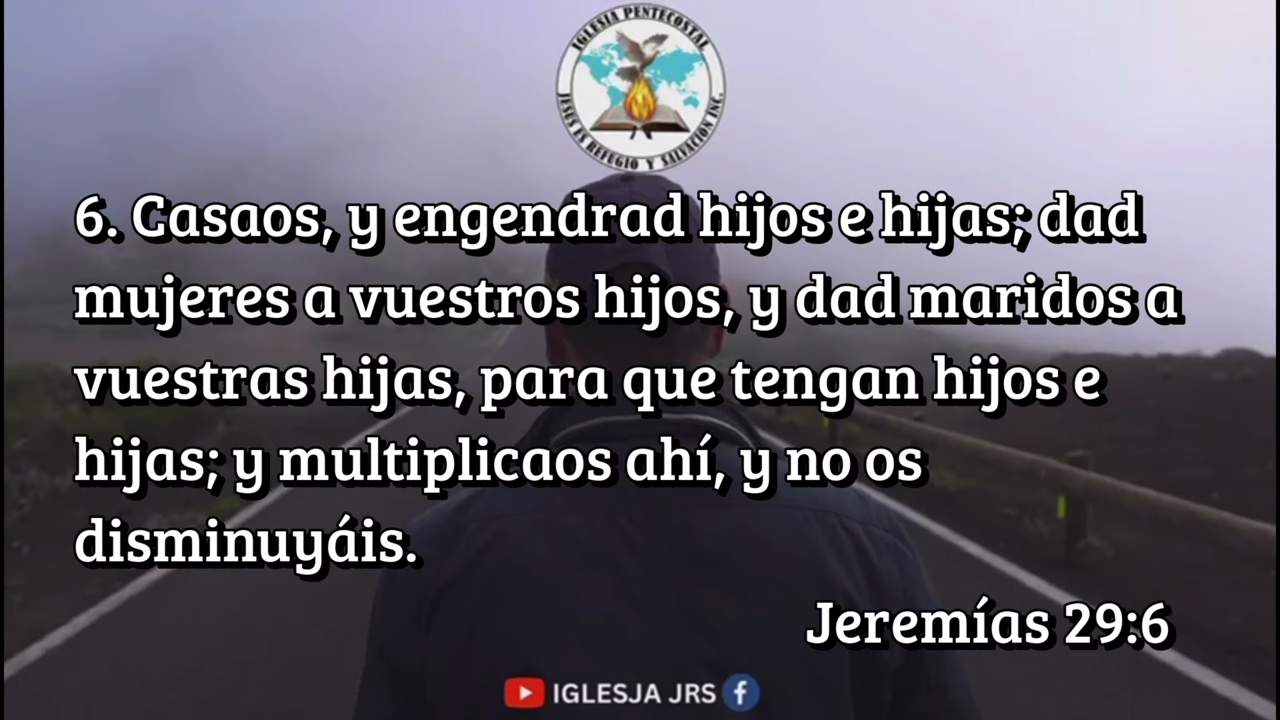 IGLESIA PENTECOSTAL
JESUS ES REFUGIO Y SALVACION INC.
6. Casaos, y engendrad hijos e hijas; dad
mujeres a vuestros hijos, y dad maridos a
vuestras hijas, para que tengan hijos e
hijas; y multiplicaos ahí, y no os
disminuyáis.
Jeremías 29:6
IGLESJA JRS